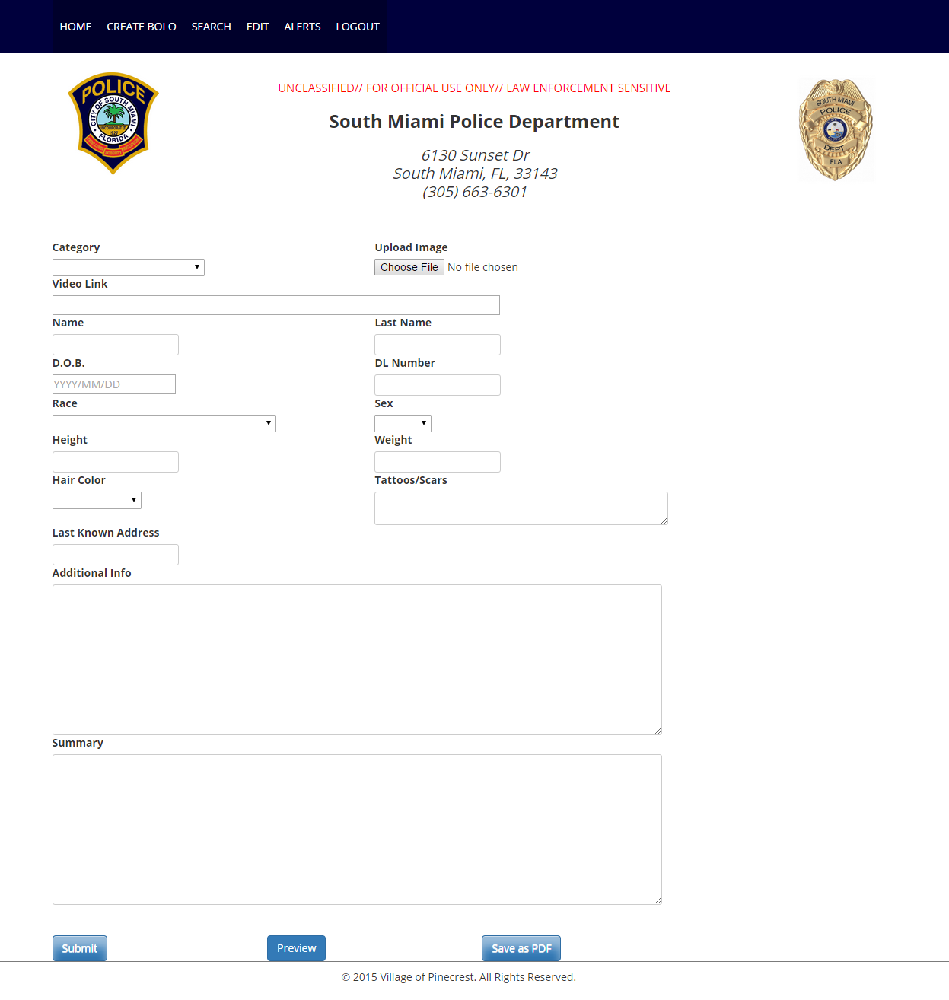 HOME CREATE BOLO SEARCH EDIT ALERTS LOGOUT
UNCLASSIFIED// FOR OFFICIAL USE ONLY// LAW ENFORCEMENT SENSITIVE
South Miami Police Department
6130 Sunset Dr
South Miami, FL, 33143
(305) 663-6301
POLICE
CITY OF SOUTH MIAMI
INCORPORATED
1927
FLORIDA
EXCELLENCE INTEGRITY INCLUSION
SOUTH MIAMI
POLICE
DEPT.
FLA
Category Upload Image
Choose File No file chosen
Video Link
Name Last Name
D.O.B. DL Number
YYYY/MM/DD
Race Sex
Height Weight
Hair Color Tattoos/Scars
Last Known Address
Additional Info
Summary
Submit Preview Save as PDF
© 2015 Village of Pinecrest. All Rights Reserved.